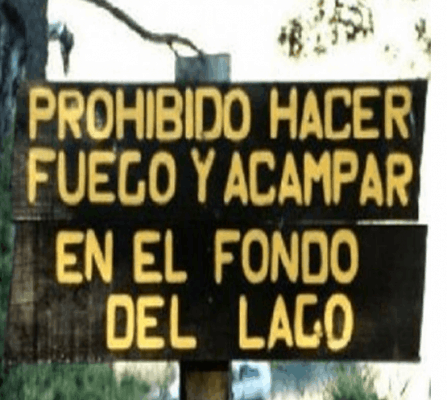 PROHIBIDO HACER
FUEGO Y ACAMPAR
EN EL FONDO
DEL LAGO